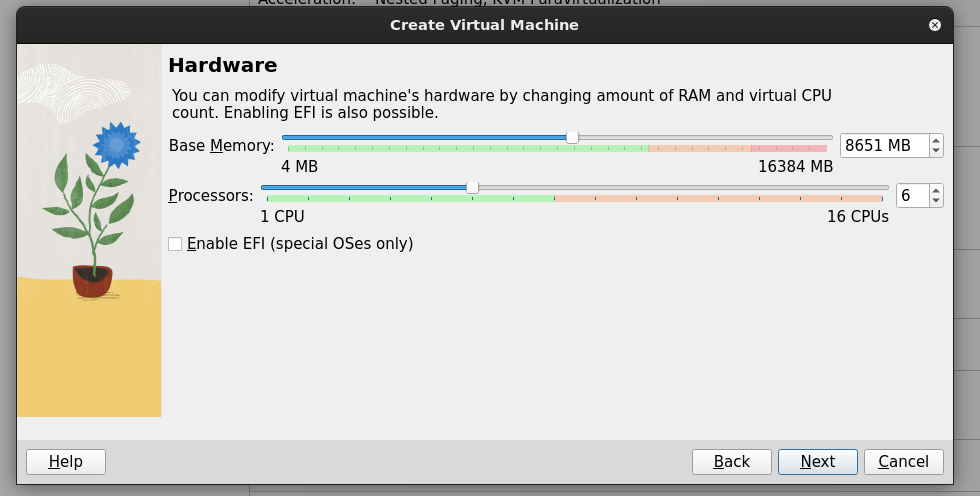 Acceleration: Nested Paging, KVM Paravirtualization
Create Virtual Machine
Hardware
You can modify virtual machine's hardware by changing amount of RAM and virtual CPU
count. Enabling EFI is also possible.
Base Memory: 8651 MB
4 MB 16384 MB
Processors: 6
1 CPU 16 CPUs
Enable EFI (special OSes only)
Help Back Next Cancel